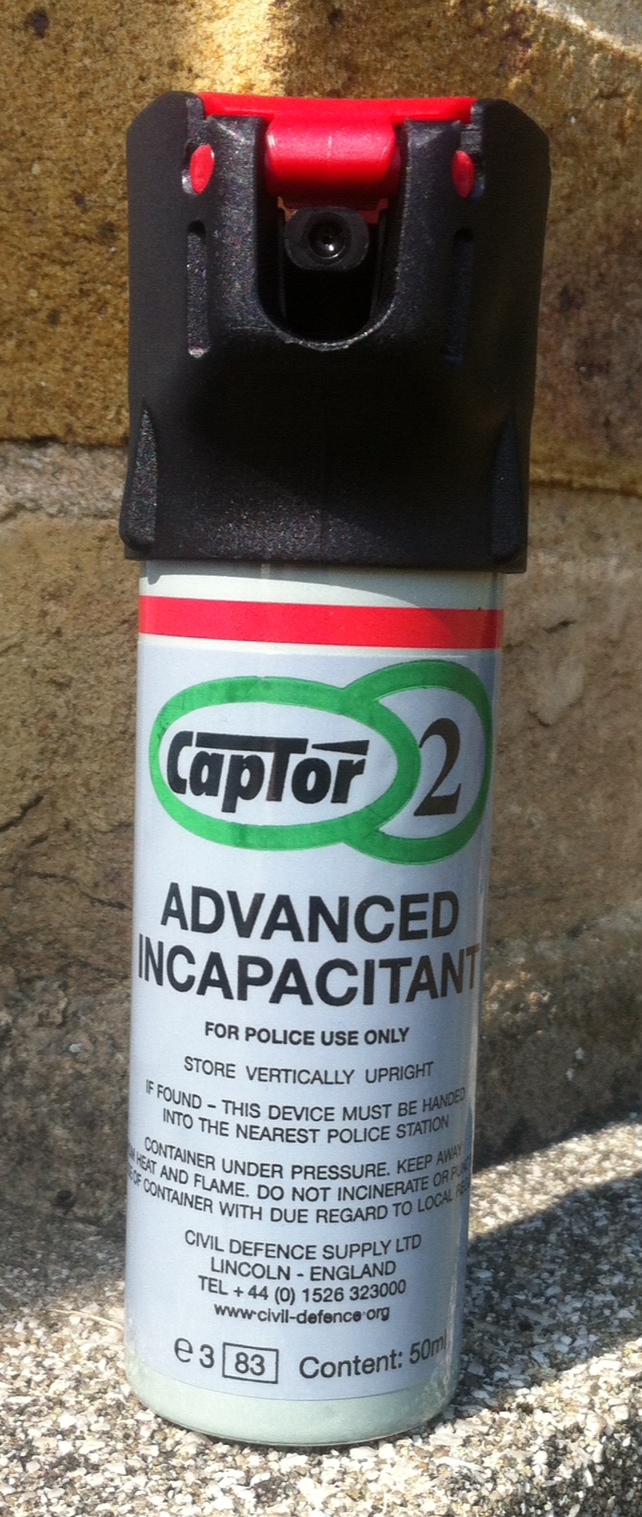 CapTor 2
ADVANCED
INCAPACITANT
FOR POLICE USE ONLY
STORE VERTICALLY UPRIGHT
IF FOUND – THIS DEVICE MUST BE HANDED
INTO THE NEAREST POLICE STATION
CONTAINER UNDER PRESSURE. KEEP AWAY
HEAT AND FLAME. DO NOT INCINERATE OR
OF CONTAINER WITH DUE REGARD TO LOCAL
CIVIL DEFENCE SUPPLY LTD
LINCOLN - ENGLAND
TEL + 44 (0) 1526 323000
www.civil-defence.org
e 3 83 Content: 50ml